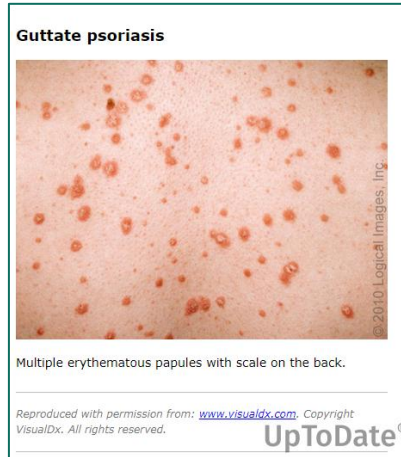 Guttate psoriasis
© 2010 Logical Images, Inc.
Multiple erythematous papules with scale on the back.
Reproduced with permission from: www.visualdx.com. Copyright
VisualDx. All rights reserved.
UpToDate®